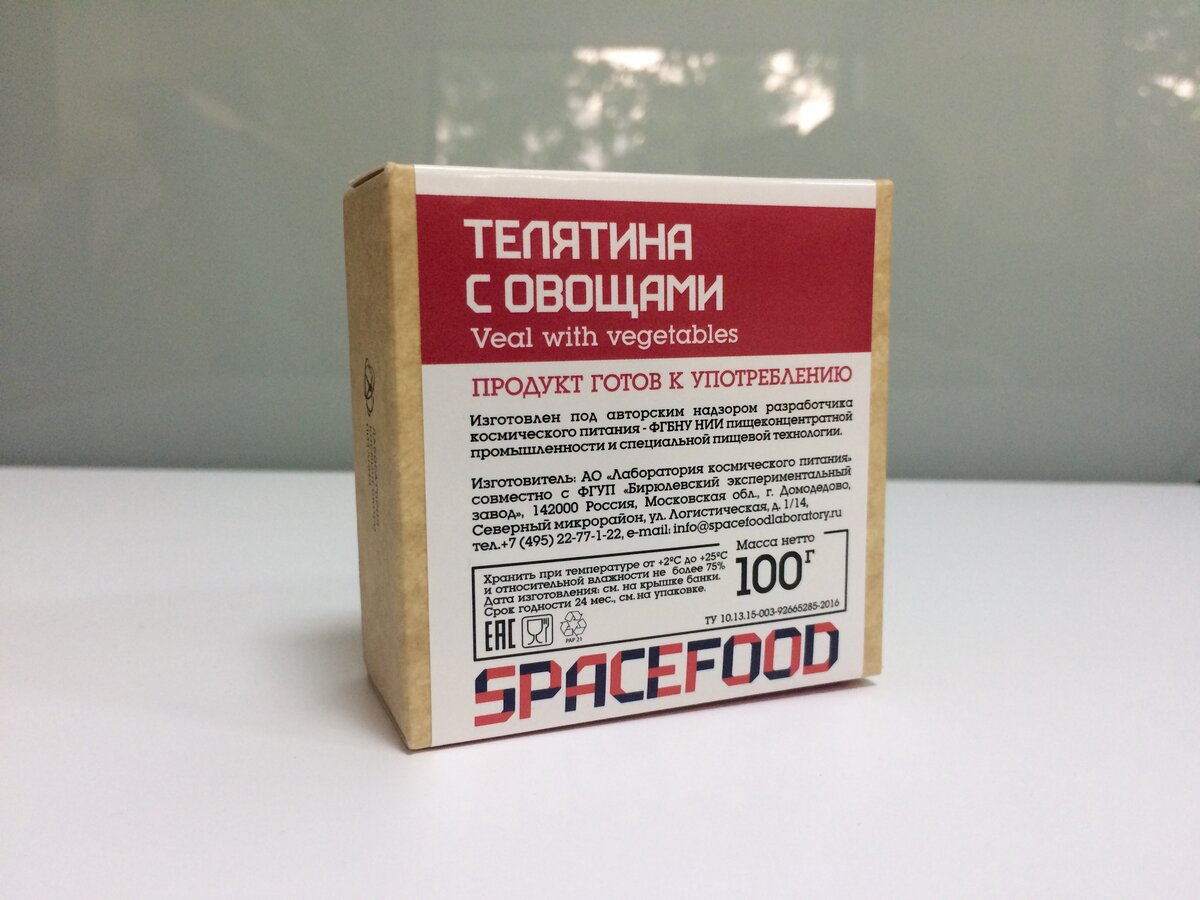 ТЕЛЯТИНА
С ОВОЩАМИ
Veal with vegetables
ПРОДУКТ ГОТОВ К УПОТРЕБЛЕНИЮ
Изготовлен под авторским надзором разработчика
космического питания - ФГБНУ НИИ пищеконцентратной
промышленности и специальной пищевой технологии.
Изготовитель: АО «Лаборатория космического питания»
совместно с ФГУП «Бирюлевский экспериментальный
завод», 142000 Россия, Московская обл., г. Домодедово,
Северный микрорайон, ул. Логистическая, д. 1/14,
тел.+7 (495) 22-77-1-22, e-mail: info@spacefoodlaboratory.ru
Хранить при температуре от +2°С до +25°С
и относительной влажности не более 75%
Дата изготовления: см. на крышке банки.
Срок годности 24 мес., см. на упаковке.
Масса нетто
100г
ТУ 10.13.15-003-92665285-2016
EAC
PAP 21
SPACEFOOD